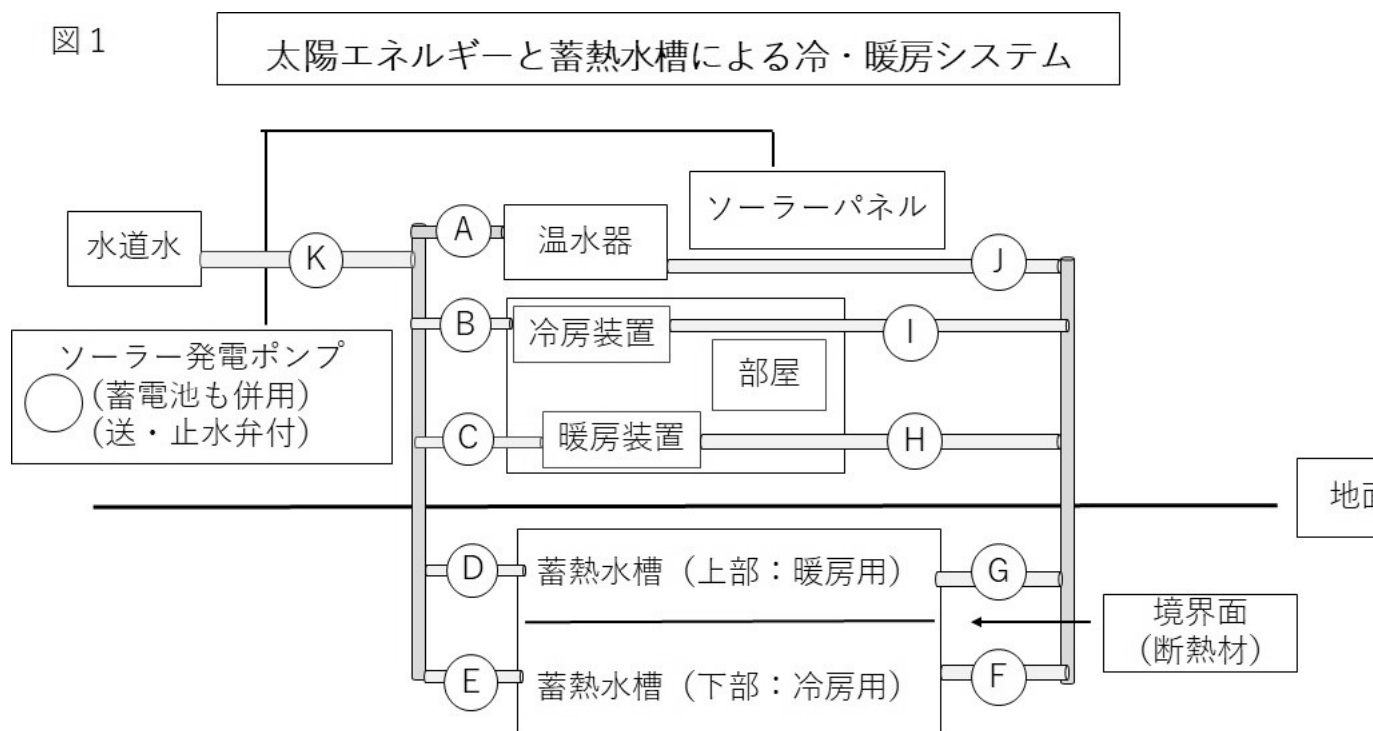 図1
太陽エネルギーと蓄熱水槽による冷・暖房システム
ソーラーパネル
水道水
K
A
温水器
J
B
冷房装置
I
ソーラー発電ポンプ
(蓄電池も併用)
(送・止水弁付)
部屋
C
暖房装置
H
地面
D
蓄熱水槽(上部:暖房用)
G
境界面
(断熱材)
E
蓄熱水槽(下部:冷房用)
F